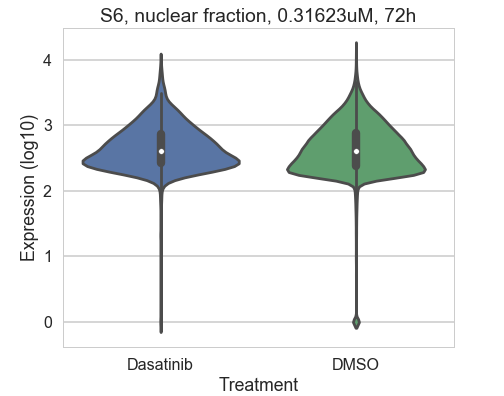 S6, nuclear fraction, 0.31623uM, 72h
Expression (log10)
4
3
2
1
0
Dasatinib DMSO
Treatment